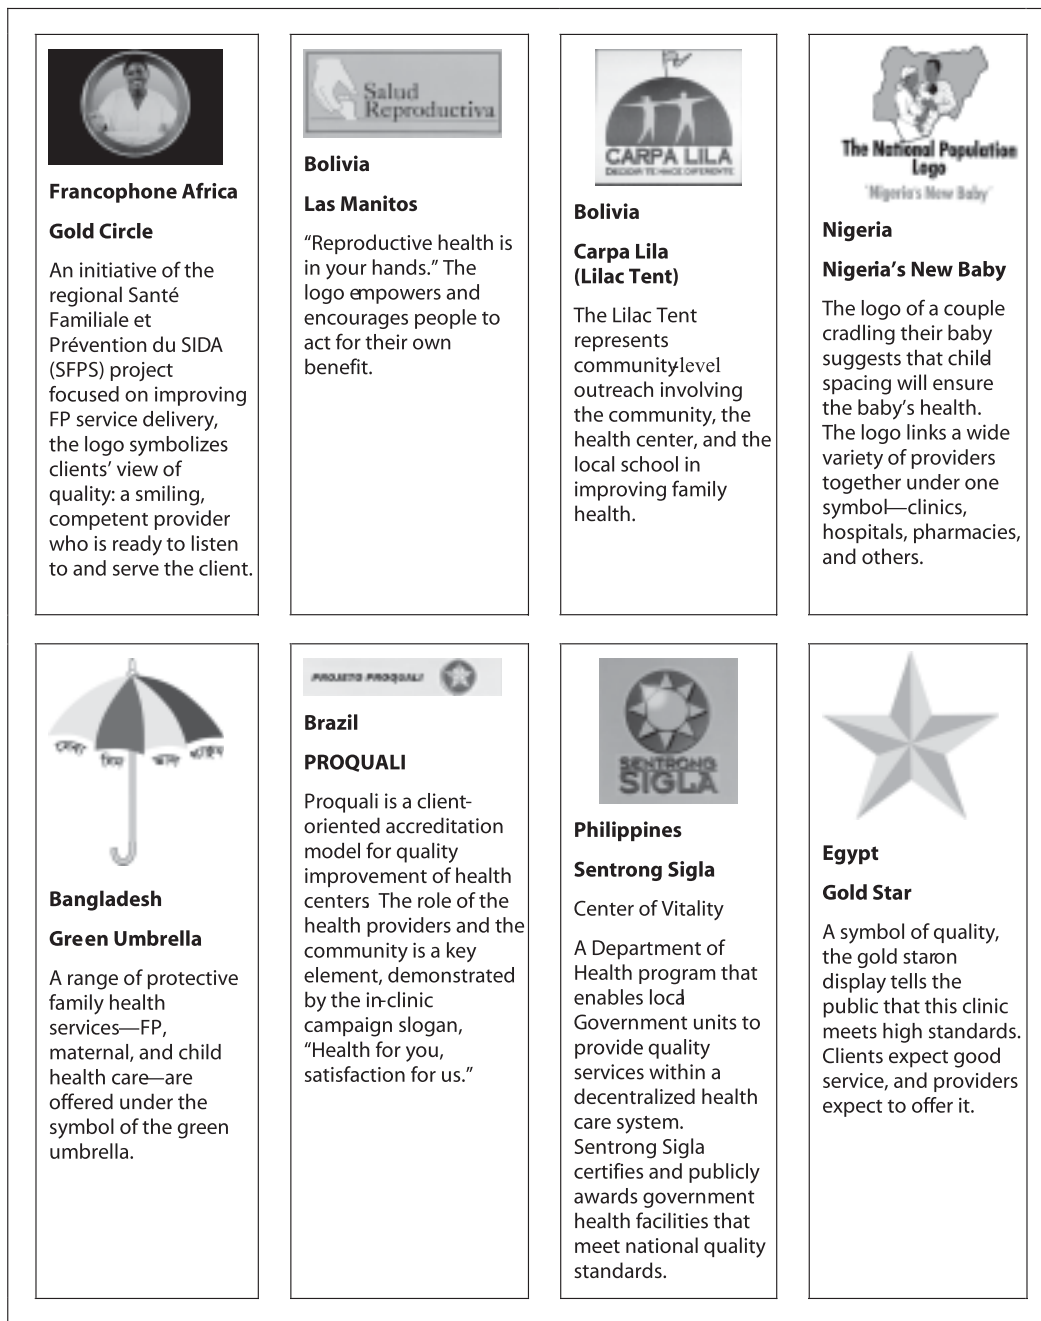 Francophone Africa
Gold Circle
An initiative of the
regional Santé
Familiale et
Prévention du SIDA
(SFPS) project
focused on improving
FP service delivery,
the logo symbolizes
clients’ view of
quality: a smiling,
competent provider
who is ready to listen
to and serve the client.
Salud
Reproductiva
Bolivia
Las Manitos
“Reproductive health is
in your hands.” The
logo empowers and
encourages people to
act for their own
benefit.
CARPA LILA
DECIDIR TE HACE DIFERENTE
Bolivia
Carpa Lila
(Lilac Tent)
The Lilac Tent
represents
community-level
outreach involving
the community, the
health center, and the
local school in
improving family
health.
The National Population
Logo
"Nigeria's New Baby"
Nigeria
Nigeria’s New Baby
The logo of a couple
cradling their baby
suggests that child
spacing will ensure
the baby’s health.
The logo links a wide
variety of providers
together under one
symbol—clinics,
hospitals, pharmacies,
and others.
Bangladesh
Green Umbrella
A range of protective
family health
services—FP,
maternal, and child
health care—are
offered under the
symbol of the green
umbrella.
PROJETO PROQUALI
Brazil
PROQUALI
Proquali is a client-
oriented accreditation
model for quality
improvement of health
centers The role of the
health providers and the
community is a key
element, demonstrated
by the in-clinic
campaign slogan,
“Health for you,
satisfaction for us.”
SENTRONG
SIGLA
Philippines
Sentrong Sigla
Center of Vitality
A Department of
Health program that
enables local
Government units to
provide quality
services within a
decentralized health
care system.
Sentrong Sigla
certifies and publicly
awards government
health facilities that
meet national quality
standards.
Egypt
Gold Star
A symbol of quality,
the gold star on
display tells the
public that this clinic
meets high standards.
Clients expect good
service, and providers
expect to offer it.